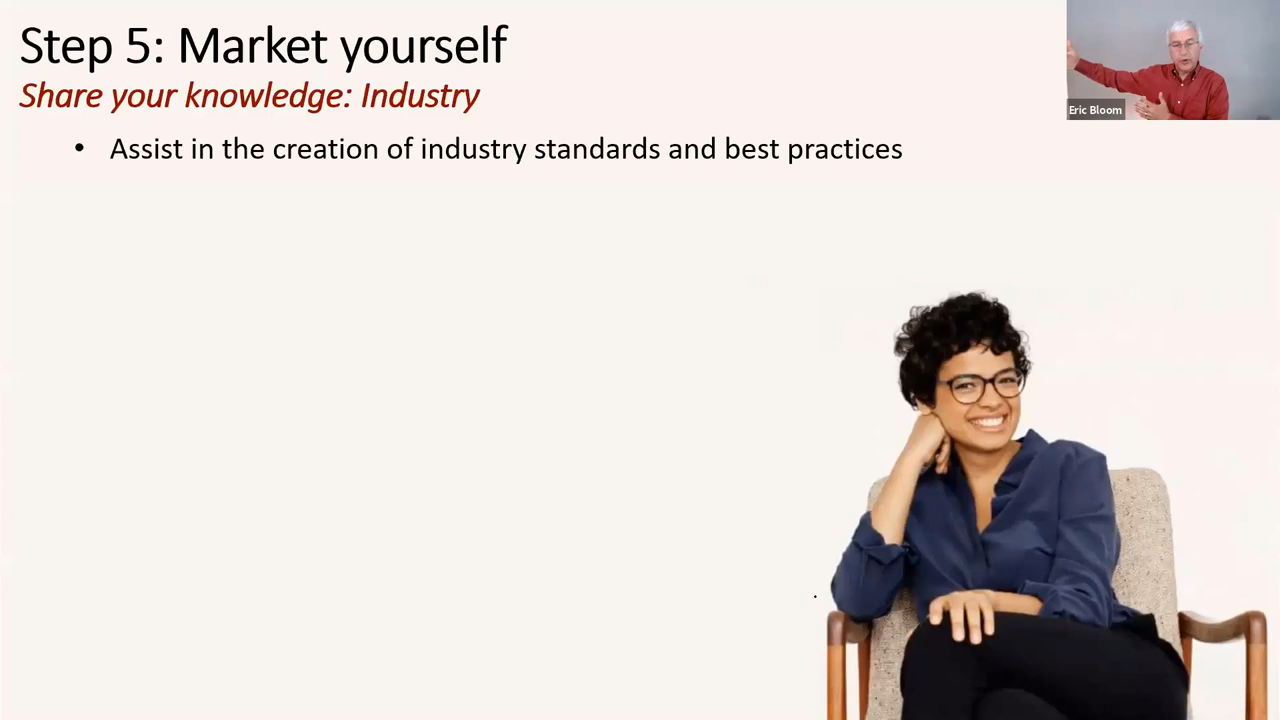 Step 5: Market yourself
Share your knowledge: Industry
• Assist in the creation of industry standards and best practices
Eric Bloom